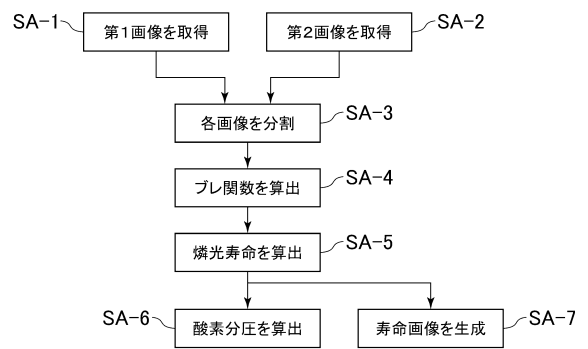 SA-1
第1画像を取得
第2画像を取得
SA-2
各画像を分割
SA-3
ブレ関数を算出
SA-4
燐光寿命を算出
SA-5
SA-6
酸素分圧を算出
寿命画像を生成
SA-7